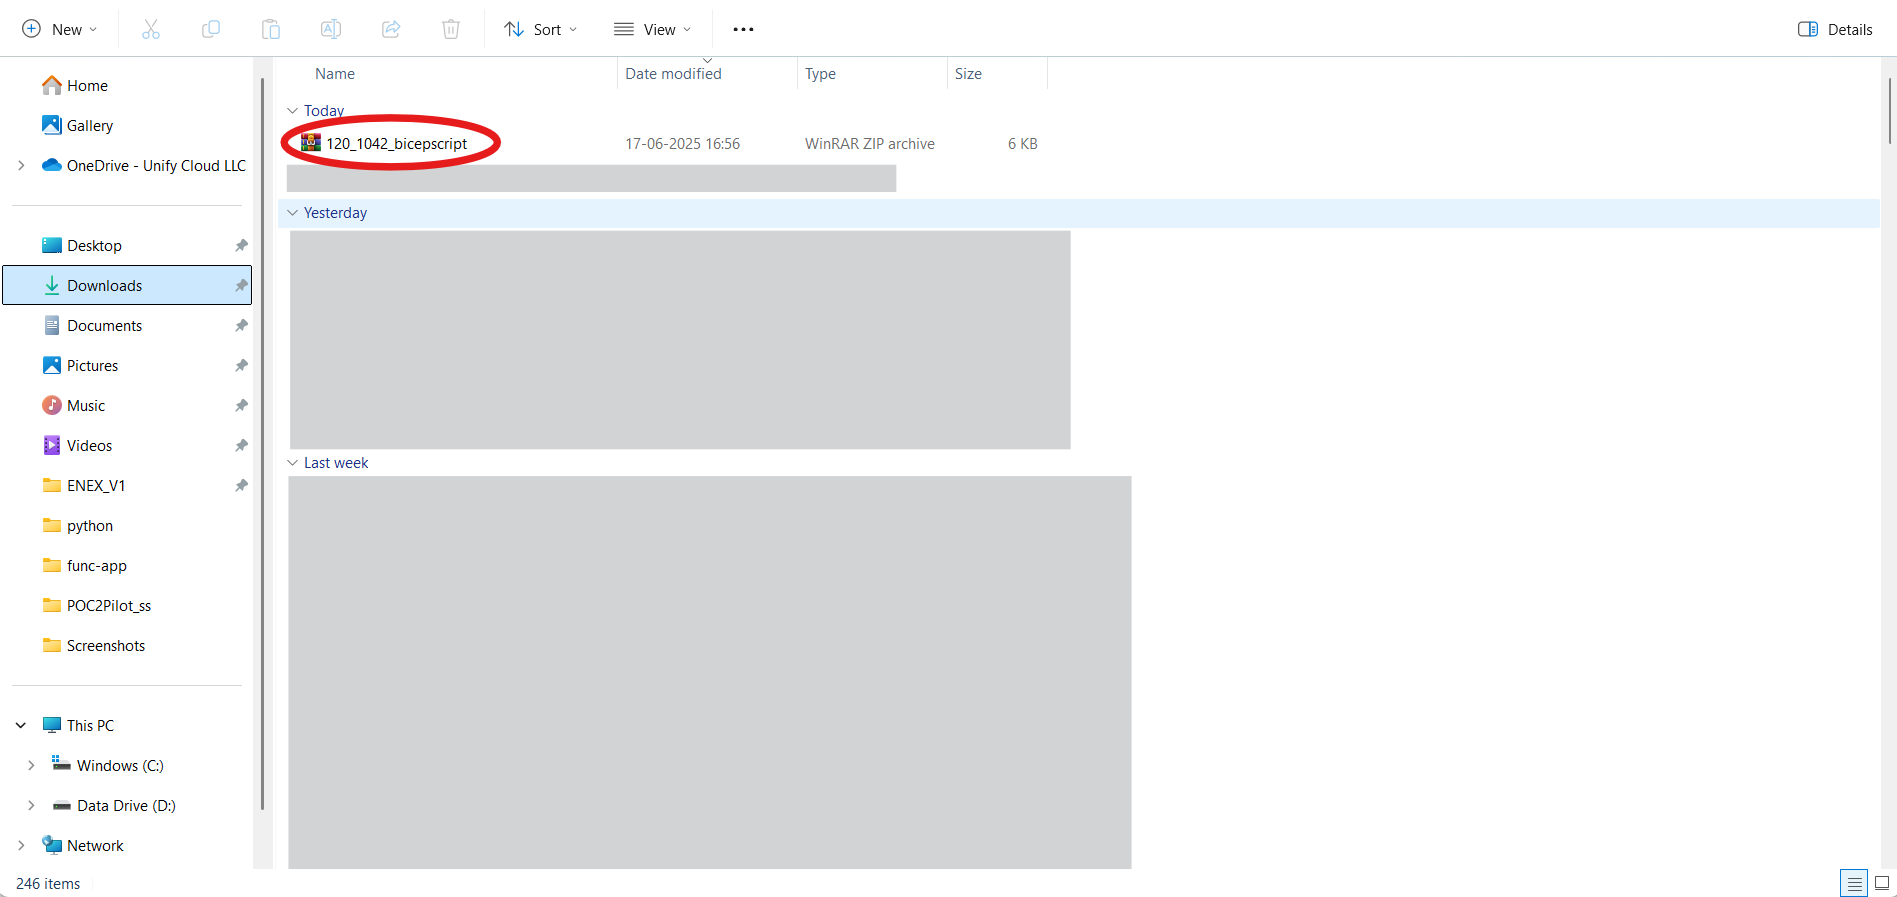 New
Sort
View
Details
Name
Date modified
Type
Size
Home
Gallery
OneDrive - Unify Cloud LLC
Desktop
Downloads
Documents
Pictures
Music
Videos
ENEX_V1
python
func-app
POC2Pilot_ss
Screenshots
This PC
Windows (C:)
Data Drive (D:)
Network
Today
120_1042_bicepscript 17-06-2025 16:56 WinRAR ZIP archive 6 KB
Yesterday
Last week
246 items